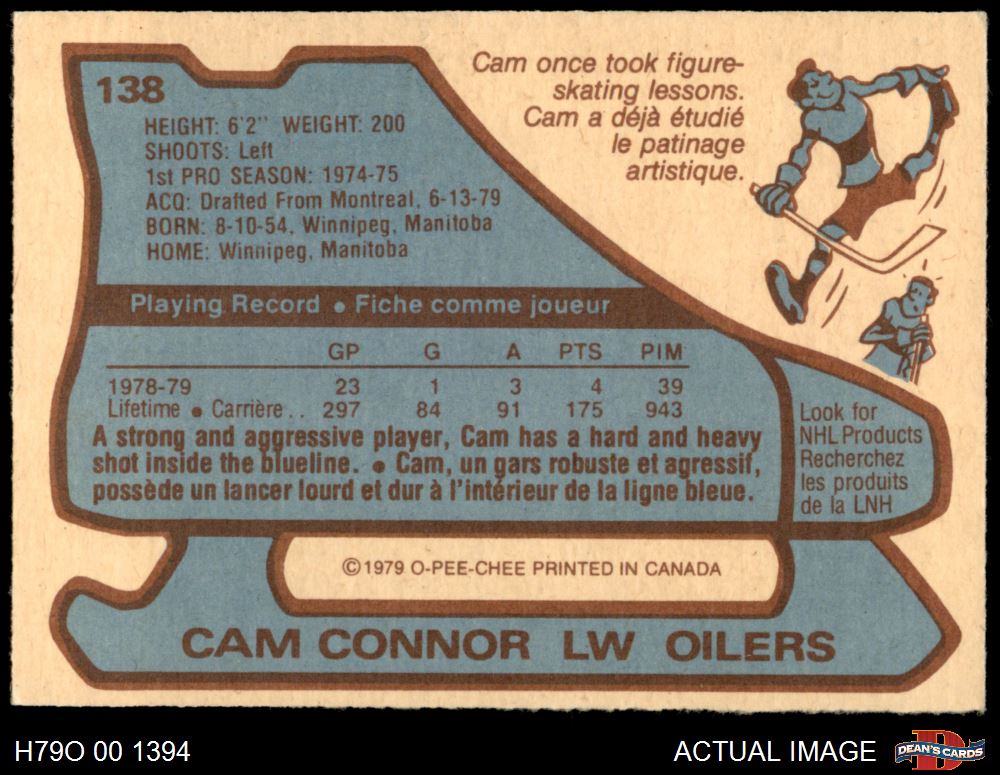 138
HEIGHT: 6'2" WEIGHT: 200
SHOOTS: Left
1st PRO SEASON: 1974-75
ACQ: Drafted From Montreal, 6-13-79
BORN: 8-10-54, Winnipeg, Manitoba
HOME: Winnipeg, Manitoba
Cam once took figure-
skating lessons.
Cam a déjà étudié
le patinage
artistique.
Playing Record • Fiche comme joueur
GP G A PTS PIM
1978-79 23 1 3 4 39
Lifetime • Carrière . . 297 84 91 175 943
A strong and aggressive player, Cam has a hard and heavy
shot inside the blueline. • Cam, un gars robuste et agressif,
possède un lancer lourd et dur à l'intérieur de la ligne bleue.
Look for
NHL Products
Recherchez
les produits
de la LNH
©1979 O-PEE-CHEE PRINTED IN CANADA
CAM CONNOR LW OILERS
H79O 00 1394
ACTUAL IMAGE
D
DEAN'S CARDS